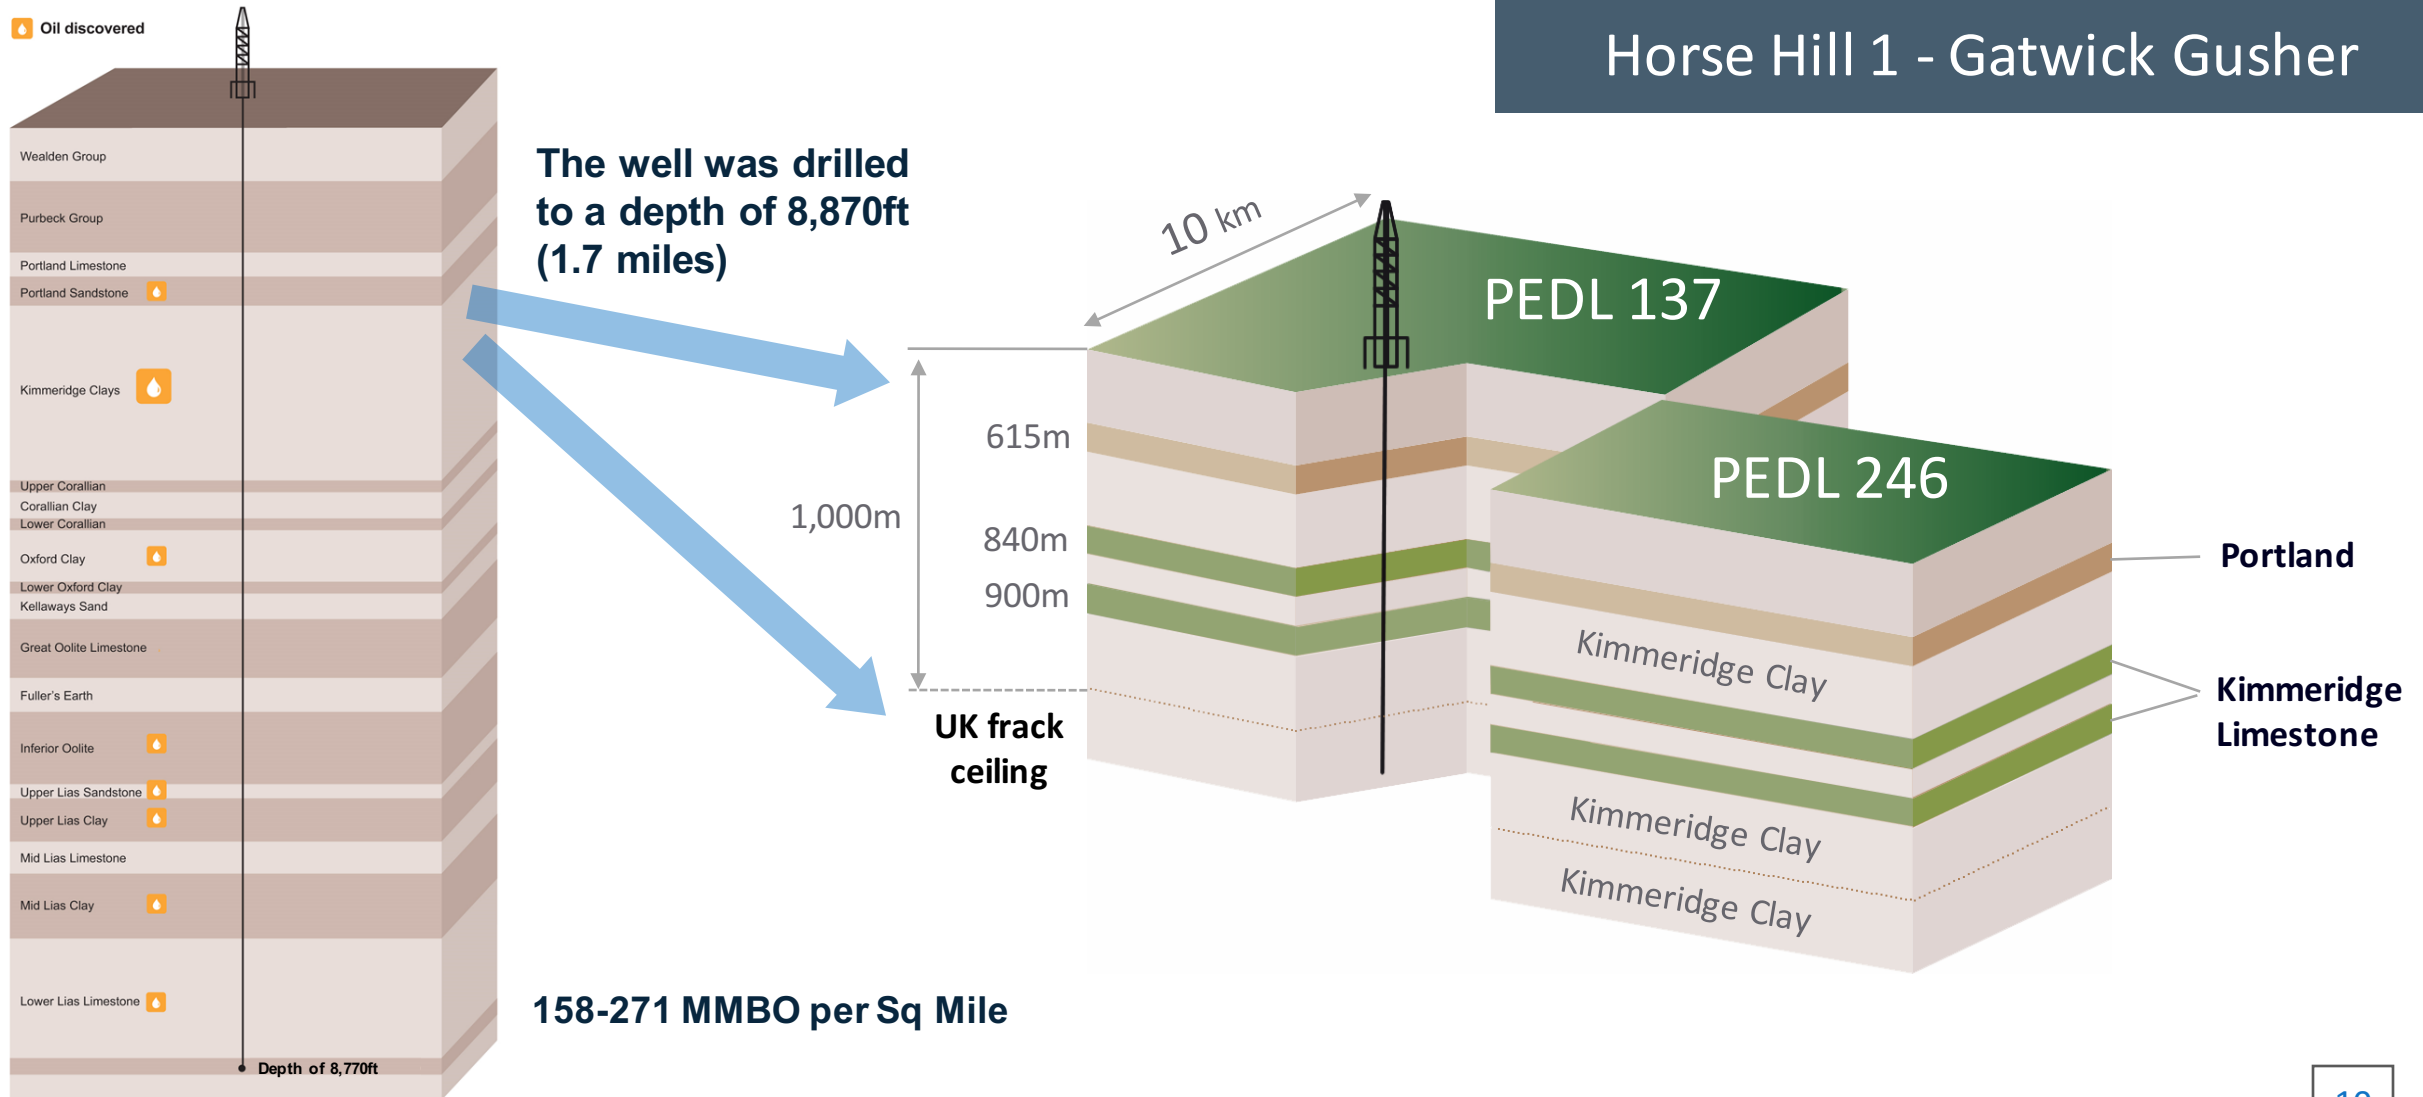 Oil discovered
Horse Hill 1 - Gatwick Gusher
Wealden Group
Purbeck Group
Portland Limestone
Portland Sandstone
Kimmeridge Clays
Upper Corallian
Corallian Clay
Lower Corallian
Oxford Clay
Lower Oxford Clay
Kellaways Sand
Great Oolite Limestone
Fuller's Earth
Inferior Oolite
Upper Lias Sandstone
Upper Lias Clay
Mid Lias Limestone
Mid Lias Clay
Lower Lias Limestone
Depth of 8,770ft
The well was drilled
to a depth of 8,870ft
(1.7 miles)
158-271 MMBO per Sq Mile
10 km
PEDL 137
PEDL 246
615m
1,000m
840m
900m
UK frack
ceiling
Kimmeridge Clay
Kimmeridge Clay
Kimmeridge Clay
Portland
Kimmeridge
Limestone